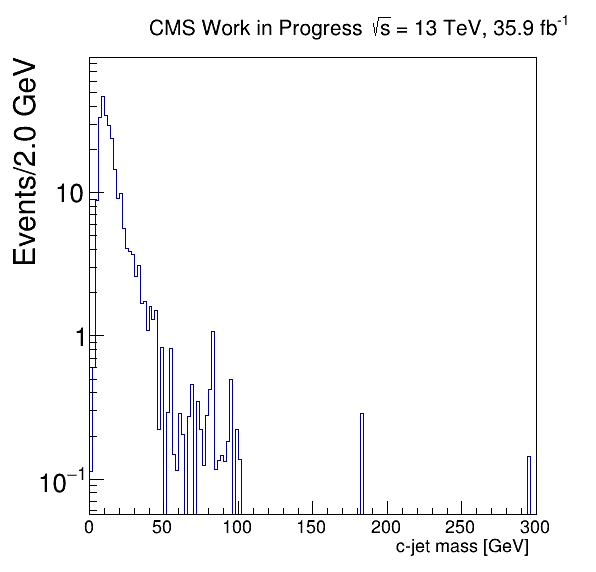 CMS Work in Progress √s = 13 TeV, 35.9 fb⁻¹
Events/2.0 GeV
10
1
10⁻¹
0 50 100 150 200 250 300
c-jet mass [GeV]